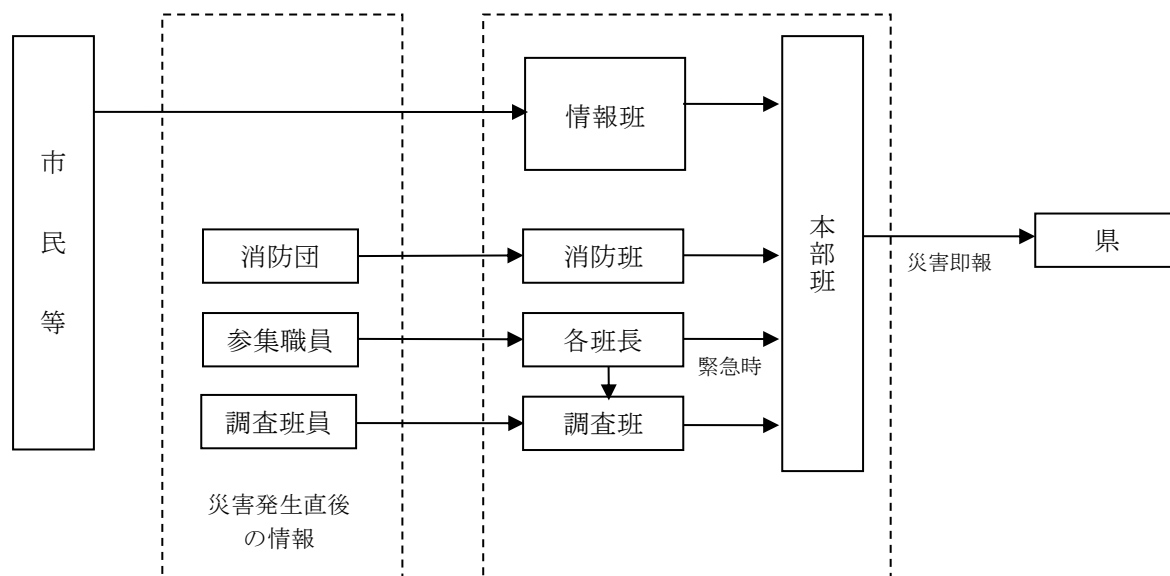 市民等
情報班
消防団
消防班
参集職員
各班長
緊急時
調査班員
調査班
本部班
災害即報
県
災害発生直後
の情報